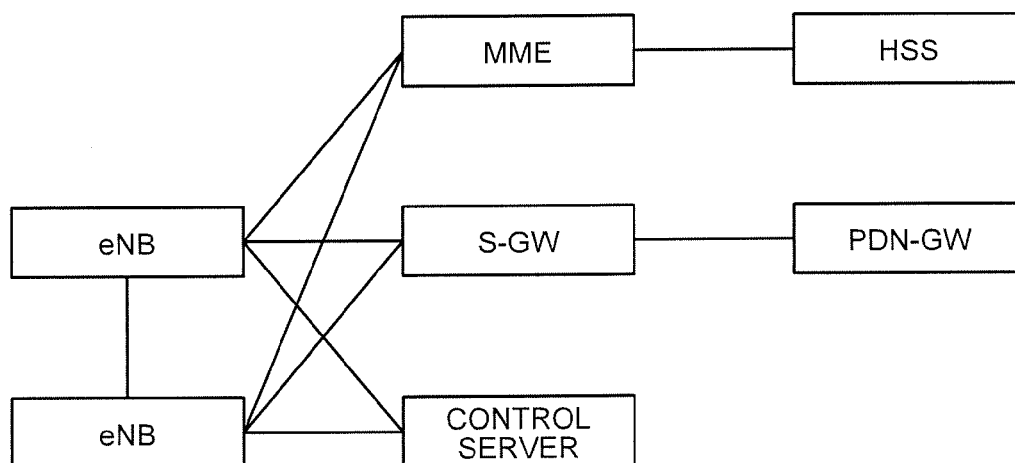 MME
HSS
eNB
S-GW
PDN-GW
eNB
CONTROL
SERVER